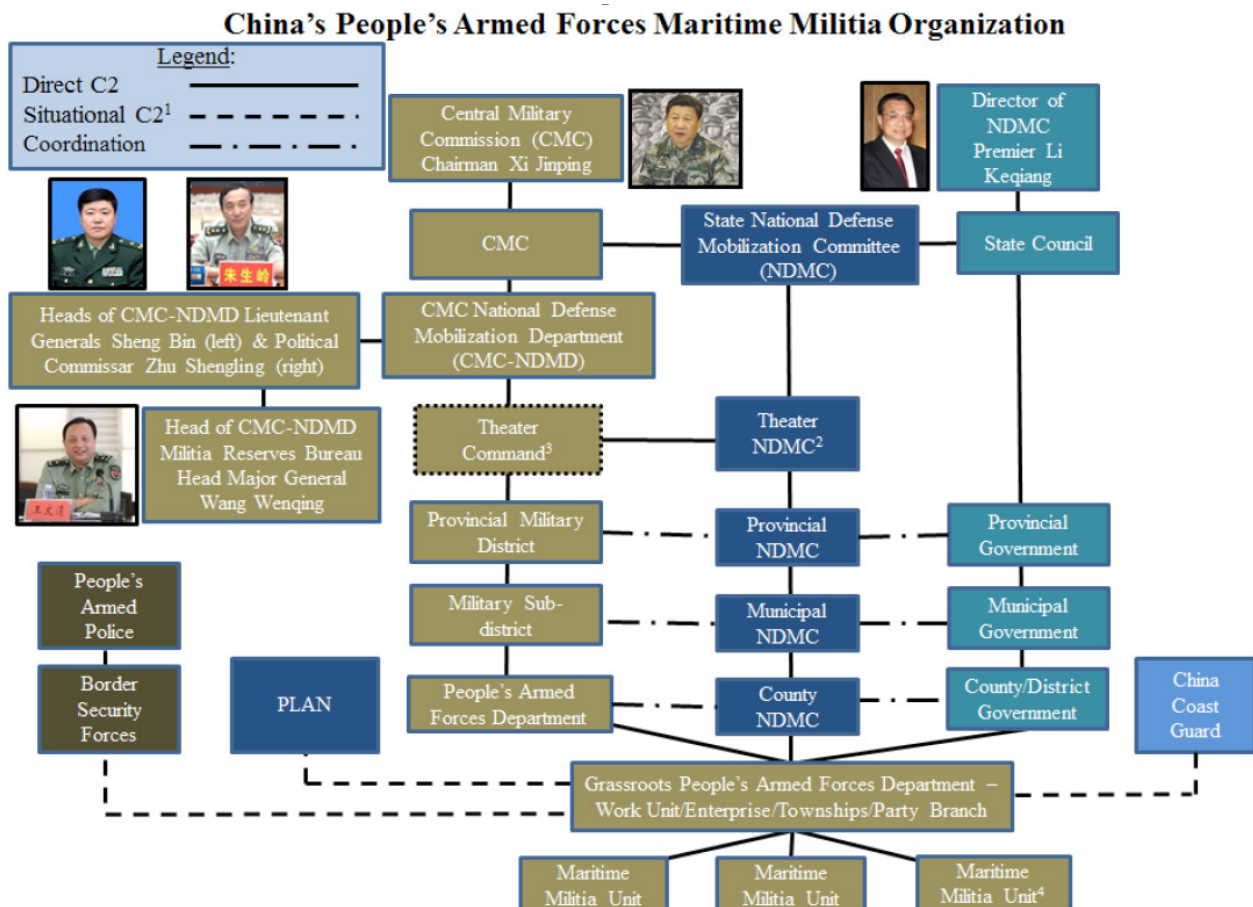 China’s People’s Armed Forces Maritime Militia Organization
Legend:
Direct C2
Situational C2¹
Coordination
Central Military
Commission (CMC)
Chairman Xi Jinping
Director of
NDMC
Premier Li
Keqiang
朱生岭
CMC
State National Defense
Mobilization Committee
(NDMC)
State Council
Heads of CMC-NDMD Lieutenant
Generals Sheng Bin (left) & Political
Commissar Zhu Shengling (right)
CMC National Defense
Mobilization Department
(CMC-NDMD)
王文清
Head of CMC-NDMD
Militia Reserves Bureau
Head Major General
Wang Wenqing
Theater
Command³
Theater
NDMC²
Provincial Military
District
Provincial
NDMC
Provincial
Government
People’s
Armed
Police
Military Sub-
district
Municipal
NDMC
Municipal
Government
Border
Security
Forces
PLAN
People’s Armed
Forces Department
County
NDMC
County/District
Government
China
Coast
Guard
Grassroots People’s Armed Forces Department –
Work Unit/Enterprise/Townships/Party Branch
Maritime
Militia Unit
Maritime
Militia Unit
Maritime
Militia Unit⁴